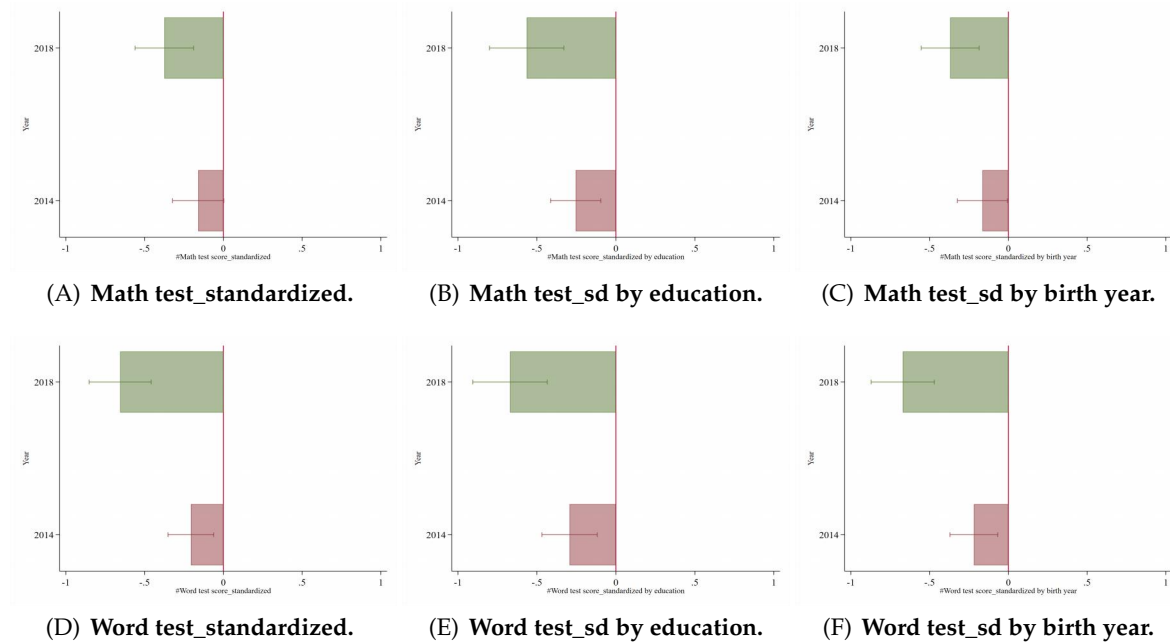 2018
Year
2014
-1 -.5 0 .5 1
#Math test score_standardized
(A) Math test_standardized.
2018
Year
2014
-1 -.5 0 .5 1
#Math test score_standardized by education
(B) Math test_sd by education.
2018
Year
2014
-1 -.5 0 .5 1
#Math test score_standardized by birth year
(C) Math test_sd by birth year.
2018
Year
2014
-1 -.5 0 .5 1
#Word test score_standardized
(D) Word test_standardized.
2018
Year
2014
-1 -.5 0 .5 1
#Word test score_standardized by education
(E) Word test_sd by education.
2018
Year
2014
-1 -.5 0 .5 1
#Word test score_standardized by birth year
(F) Word test_sd by birth year.